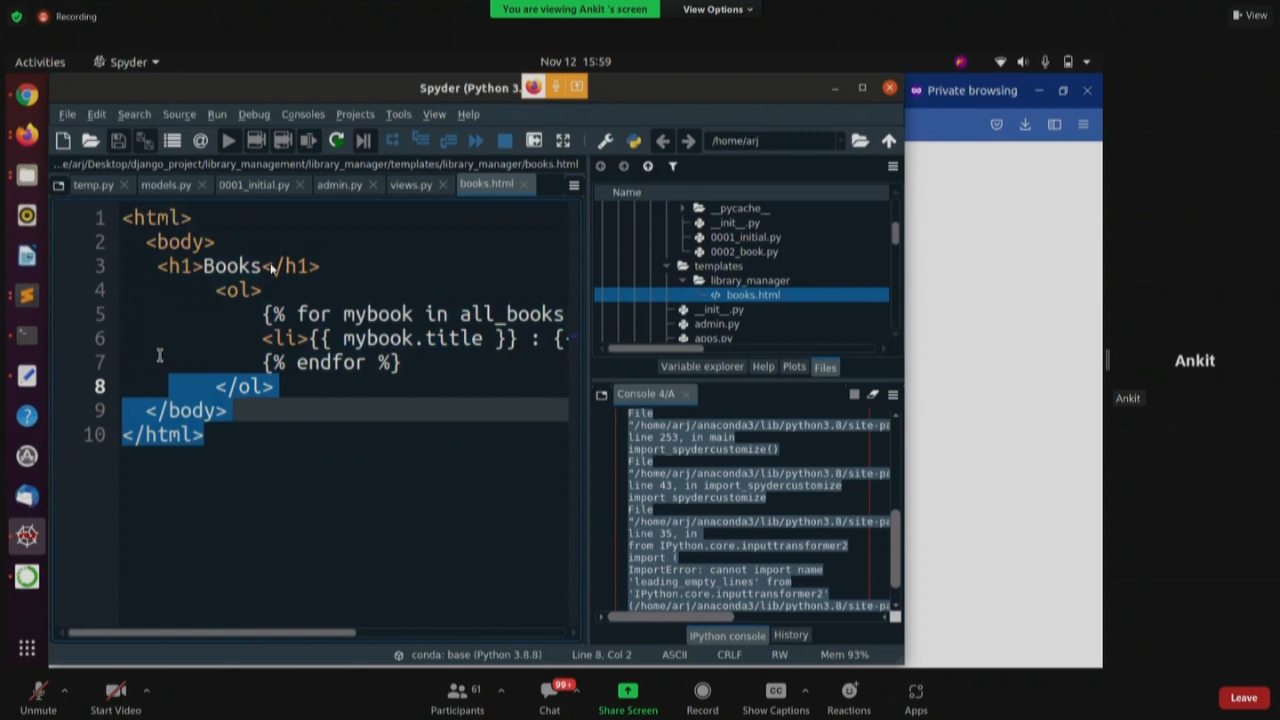 Recording
You are viewing Ankit 's screen
View Options
View
Activities
Spyder
Nov 12 15:59
Spyder (Python 3.
Private browsing
File Edit Search Source Run Debug Consoles Projects Tools View Help
/home/arj
...e/arj/Desktop/django_project/library_management/library_manager/templates/library_manager/books.html
temp.py
models.py
0001_initial.py
admin.py
views.py
books.html
1 <html>
2 <body>
3 <h1>Books</h1>
4 <ol>
5 {% for mybook in all_books
6 <li>{{ mybook.title }} : {
7 {% endfor %}
8 </ol>
9 </body>
10 </html>
Name
__pycache__
__init__.py
0001_initial.py
0002_book.py
templates
library_manager
books.html
__init__.py
admin.py
apps.py
Variable explorer Help Plots Files
Console 4/A
File
"/home/arj/anaconda3/lib/python3.8/site-pa
line 253, in main
import_spydercustomize()
File
"/home/arj/anaconda3/lib/python3.8/site-pa
line 43, in import_spydercustomize
import spydercustomize
File
"/home/arj/anaconda3/lib/python3.8/site-pa
line 35, in
from IPython.core.inputtransformer2
import (
ImportError: cannot import name
'leading_empty_lines' from
'IPython.core.inputtransformer2'
(/home/arj/anaconda3/lib/python3.8/site-pa
IPython console History
conda: base (Python 3.8.8) Line 8, Col 2 ASCII CRLF RW Mem 93%
Ankit
Ankit
Unmute
Start Video
61
Participants
99+
Chat
Share Screen
Record
CC
Show Captions
Reactions
Apps
Leave